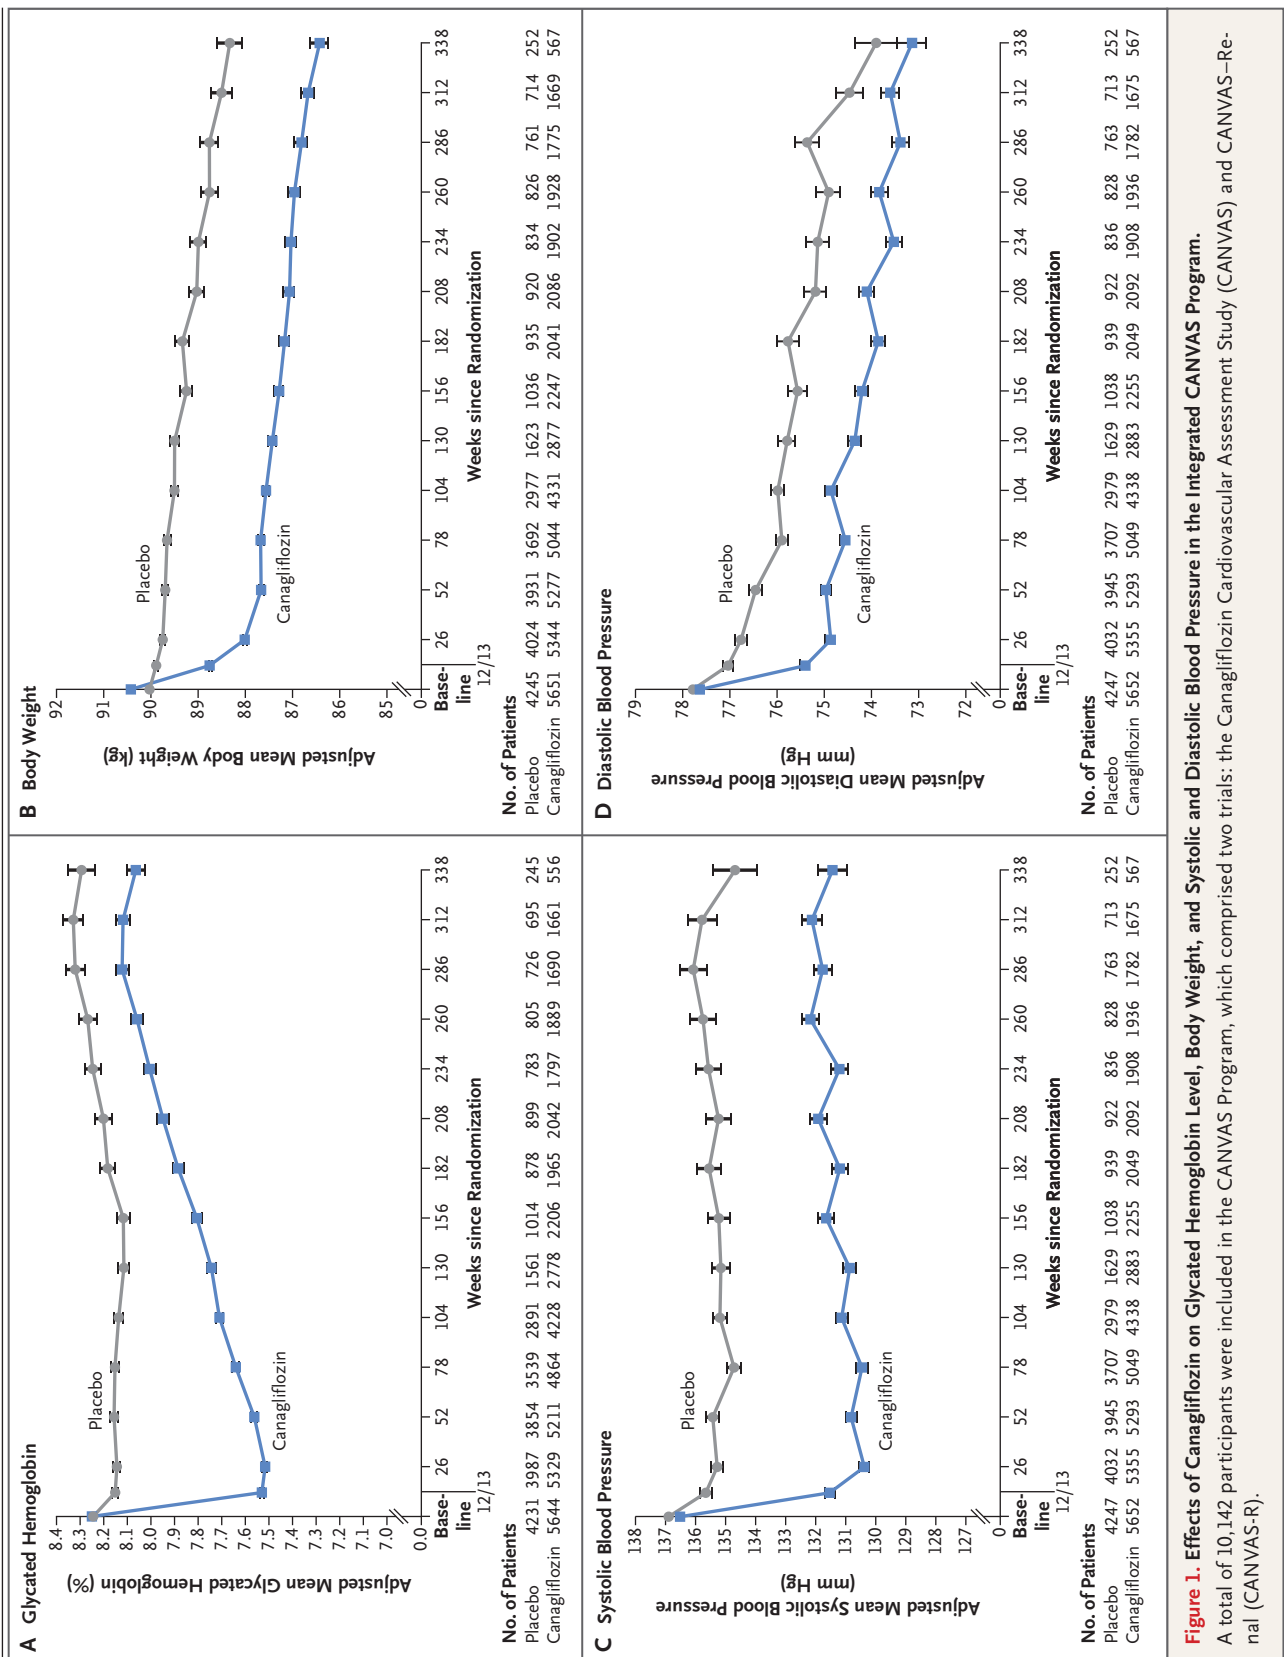 A Glycated Hemoglobin
Adjusted Mean Glycated Hemoglobin (%)
8.4
8.3
8.2
8.1
8.0
7.9
7.8
7.7
7.6
7.5
7.4
7.3
7.2
7.1
7.0
0.0
Placebo
Canagliflozin
Base-
line
12/13
26 52 78 104 130 156 182 208 234 260 286 312 338
Weeks since Randomization
No. of Patients
Placebo 4231 3987 3854 3539 2891 1561 1014 878 899 783 805 726 695 245
Canagliflozin 5644 5329 5211 4864 4228 2778 2206 1965 2042 1797 1889 1690 1661 556
B Body Weight
Adjusted Mean Body Weight (kg)
92
91
90
89
88
87
86
85
0
Placebo
Canagliflozin
Base-
line
12/13
26 52 78 104 130 156 182 208 234 260 286 312 338
Weeks since Randomization
No. of Patients
Placebo 4245 4024 3931 3692 2977 1623 1036 935 920 834 826 761 714 252
Canagliflozin 5651 5344 5277 5044 4331 2877 2247 2041 2086 1902 1928 1775 1669 567
C Systolic Blood Pressure
Adjusted Mean Systolic Blood Pressure
(mm Hg)
138
137
136
135
134
133
132
131
130
129
128
127
0
Placebo
Canagliflozin
Base-
line
12/13
26 52 78 104 130 156 182 208 234 260 286 312 338
Weeks since Randomization
No. of Patients
Placebo 4247 4032 3945 3707 2979 1629 1038 939 922 836 828 763 713 252
Canagliflozin 5652 5355 5293 5049 4338 2883 2255 2049 2092 1908 1936 1782 1675 567
D Diastolic Blood Pressure
Adjusted Mean Diastolic Blood Pressure
(mm Hg)
79
78
77
76
75
74
73
72
0
Placebo
Canagliflozin
Base-
line
12/13
26 52 78 104 130 156 182 208 234 260 286 312 338
Weeks since Randomization
No. of Patients
Placebo 4247 4032 3945 3707 2979 1629 1038 939 922 836 828 763 713 252
Canagliflozin 5652 5355 5293 5049 4338 2883 2255 2049 2092 1908 1936 1782 1675 567
Figure 1. Effects of Canagliflozin on Glycated Hemoglobin Level, Body Weight, and Systolic and Diastolic Blood Pressure in the Integrated CANVAS Program.
A total of 10,142 participants were included in the CANVAS Program, which comprised two trials: the Canagliflozin Cardiovascular Assessment Study (CANVAS) and CANVAS–Re-
nal (CANVAS-R).